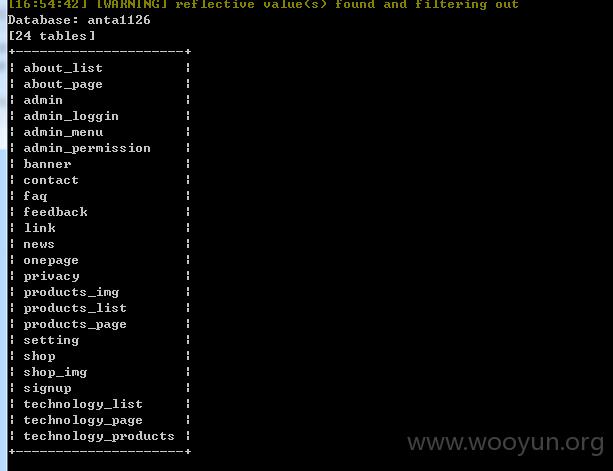 [16:54:42] [WARNING] reflective value(s) found and filtering out
Database: anta1126
[24 tables]
+---------------------+
| about_list          |
| about_page          |
| admin               |
| admin_loggin        |
| admin_menu          |
| admin_permission    |
| banner              |
| contact             |
| faq                 |
| feedback            |
| link                |
| news                |
| onepage             |
| privacy             |
| products_img        |
| products_list       |
| products_page       |
| setting             |
| shop                |
| shop_img            |
| signup              |
| technology_list     |
| technology_page     |
| technology_products |
+---------------------+
www.wooyun.org